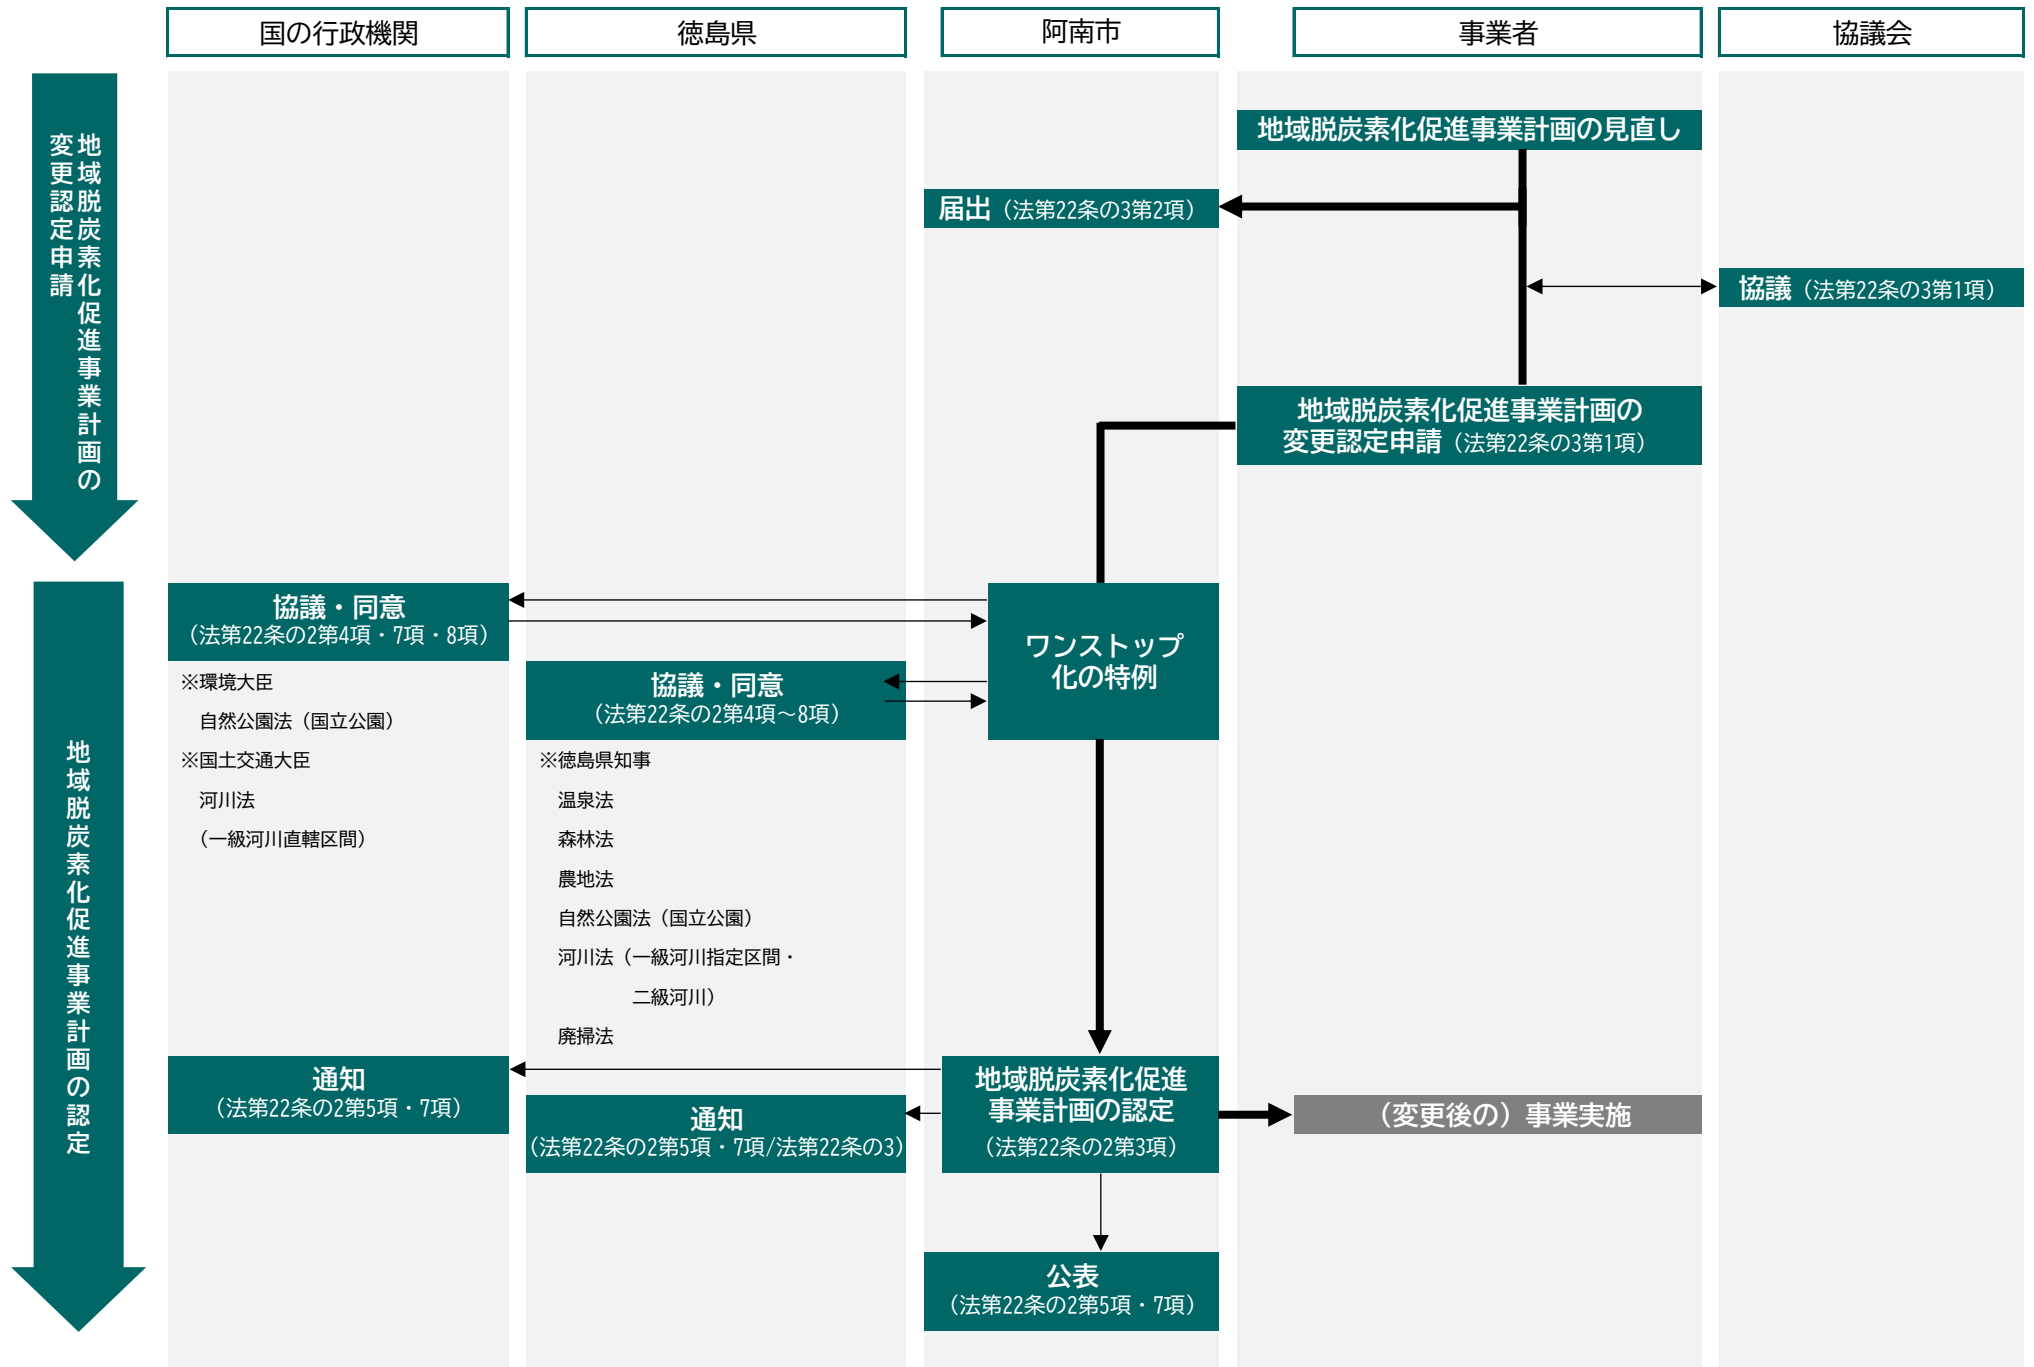 国の行政機関
徳島県
阿南市
事業者
協議会
地域脱炭素化促進事業計画の
変更認定申請
地域脱炭素化促進事業計画の見直し
届出（法第22条の3第2項）
協議（法第22条の3第1項）
地域脱炭素化促進事業計画の
変更認定申請（法第22条の3第1項）
地域脱炭素化促進事業計画の認定
協議・同意
（法第22条の2第4項・7項・8項）
※環境大臣
自然公園法（国立公園）
※国土交通大臣
河川法
（一級河川直轄区間）
協議・同意
（法第22条の2第4項～8項）
※徳島県知事
温泉法
森林法
農地法
自然公園法（国立公園）
河川法（一級河川指定区間・
二級河川）
廃掃法
ワンストップ
化の特例
通知
（法第22条の2第5項・7項）
通知
（法第22条の2第5項・7項/法第22条の3）
地域脱炭素化促進
事業計画の認定
（法第22条の2第3項）
（変更後の）事業実施
公表
（法第22条の2第5項・7項）